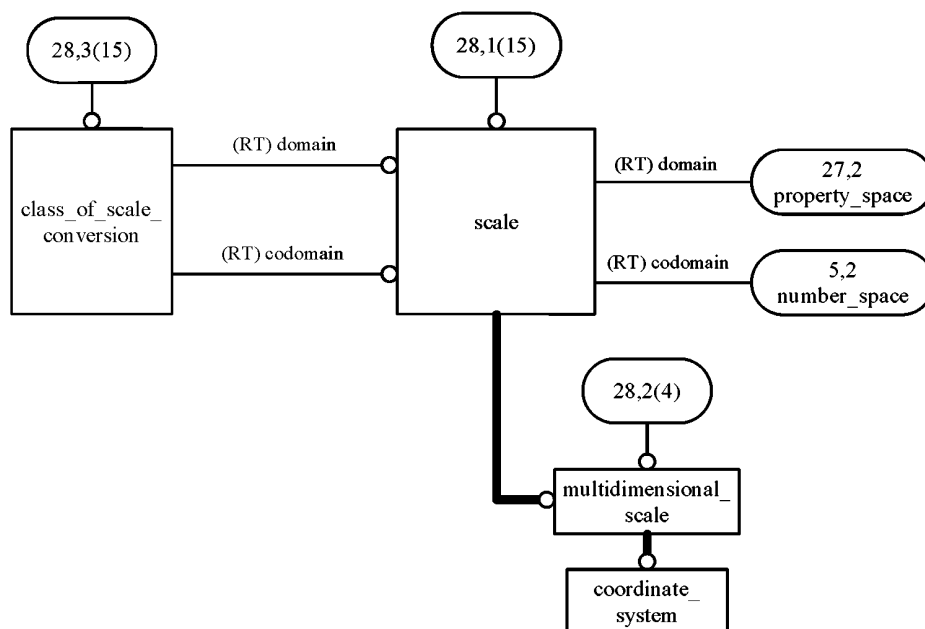 28,3(15)
28,1(15)
class_of_scale_
conversion
(RT) domain
(RT) codomain
scale
(RT) domain
27,2
property_space
(RT) codomain
5,2
number_space
28,2(4)
multidimensional_
scale
coordinate_
system